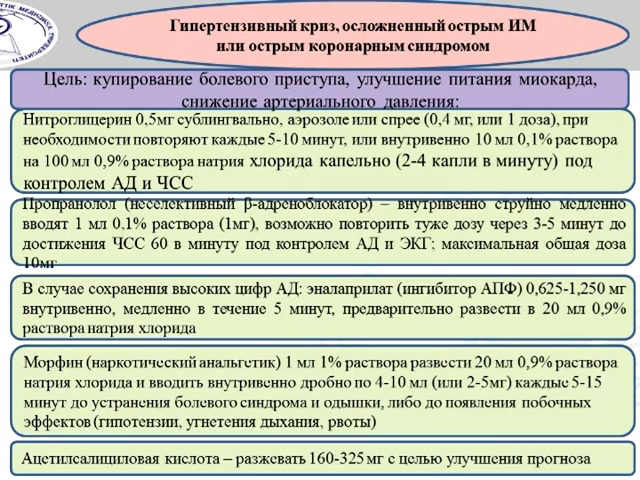 Гипертензивный криз, осложненный острым ИМ
или острым коронарным синдромом
Цель: купирование болевого приступа, улучшение питания миокарда,
снижение артериального давления:
Нитроглицерин 0,5мг сублингвально, аэрозоле или спрее (0,4 мг, или 1 доза), при
необходимости повторяют каждые 5-10 минут, или внутривенно 10 мл 0,1% раствора
на 100 мл 0,9% раствора натрия хлорида капельно (2-4 капли в минуту) под
контролем АД и ЧСС
Пропранолол (неселективный β-адреноблокатор) – внутривенно струйно медленно
вводят 1 мл 0,1% раствора (1мг), возможно повторить туже дозу через 3-5 минут до
достижения ЧСС 60 в минуту под контролем АД и ЭКГ; максимальная общая доза
10мг
В случае сохранения высоких цифр АД: эналаприлат (ингибитор АПФ) 0,625-1,250 мг
внутривенно, медленно в течение 5 минут, предварительно развести в 20 мл 0,9%
раствора натрия хлорида
Морфин (наркотический анальгетик) 1 мл 1% раствора развести 20 мл 0,9% раствора
натрия хлорида и вводить внутривенно дробно по 4-10 мл (или 2-5мг) каждые 5-15
минут до устранения болевого синдрома и одышки, либо до появления побочных
эффектов (гипотензии, угнетения дыхания, рвоты)
Ацетилсалициловая кислота – разжевать 160-325 мг с целью улучшения прогноза